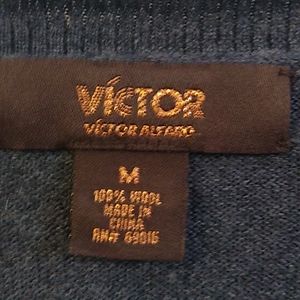 VÍCTOR
VÍCTOR ALFARO
M
100% WOOL
MADE IN
CHINA
RN# 69016